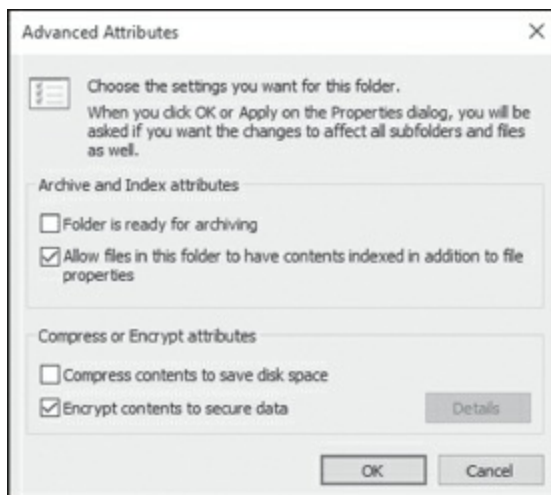 Advanced Attributes
Choose the settings you want for this folder.
When you click OK or Apply on the Properties dialog, you will be
asked if you want the changes to affect all subfolders and files
as well.
Archive and Index attributes
Folder is ready for archiving
Allow files in this folder to have contents indexed in addition to file
properties
Compress or Encrypt attributes
Compress contents to save disk space
Encrypt contents to secure data
Details
OK
Cancel